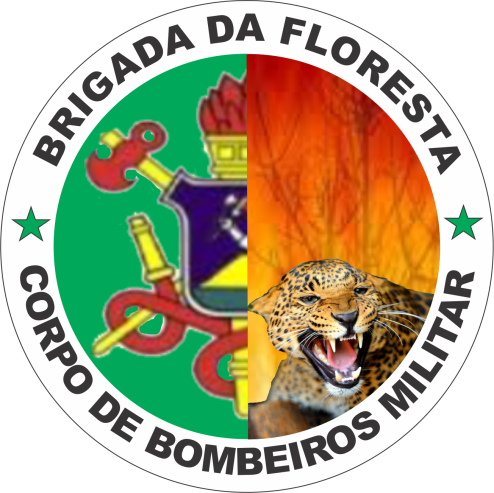 BRIGADA DA FLORESTA
CORPO DE BOMBEIROS MILITAR